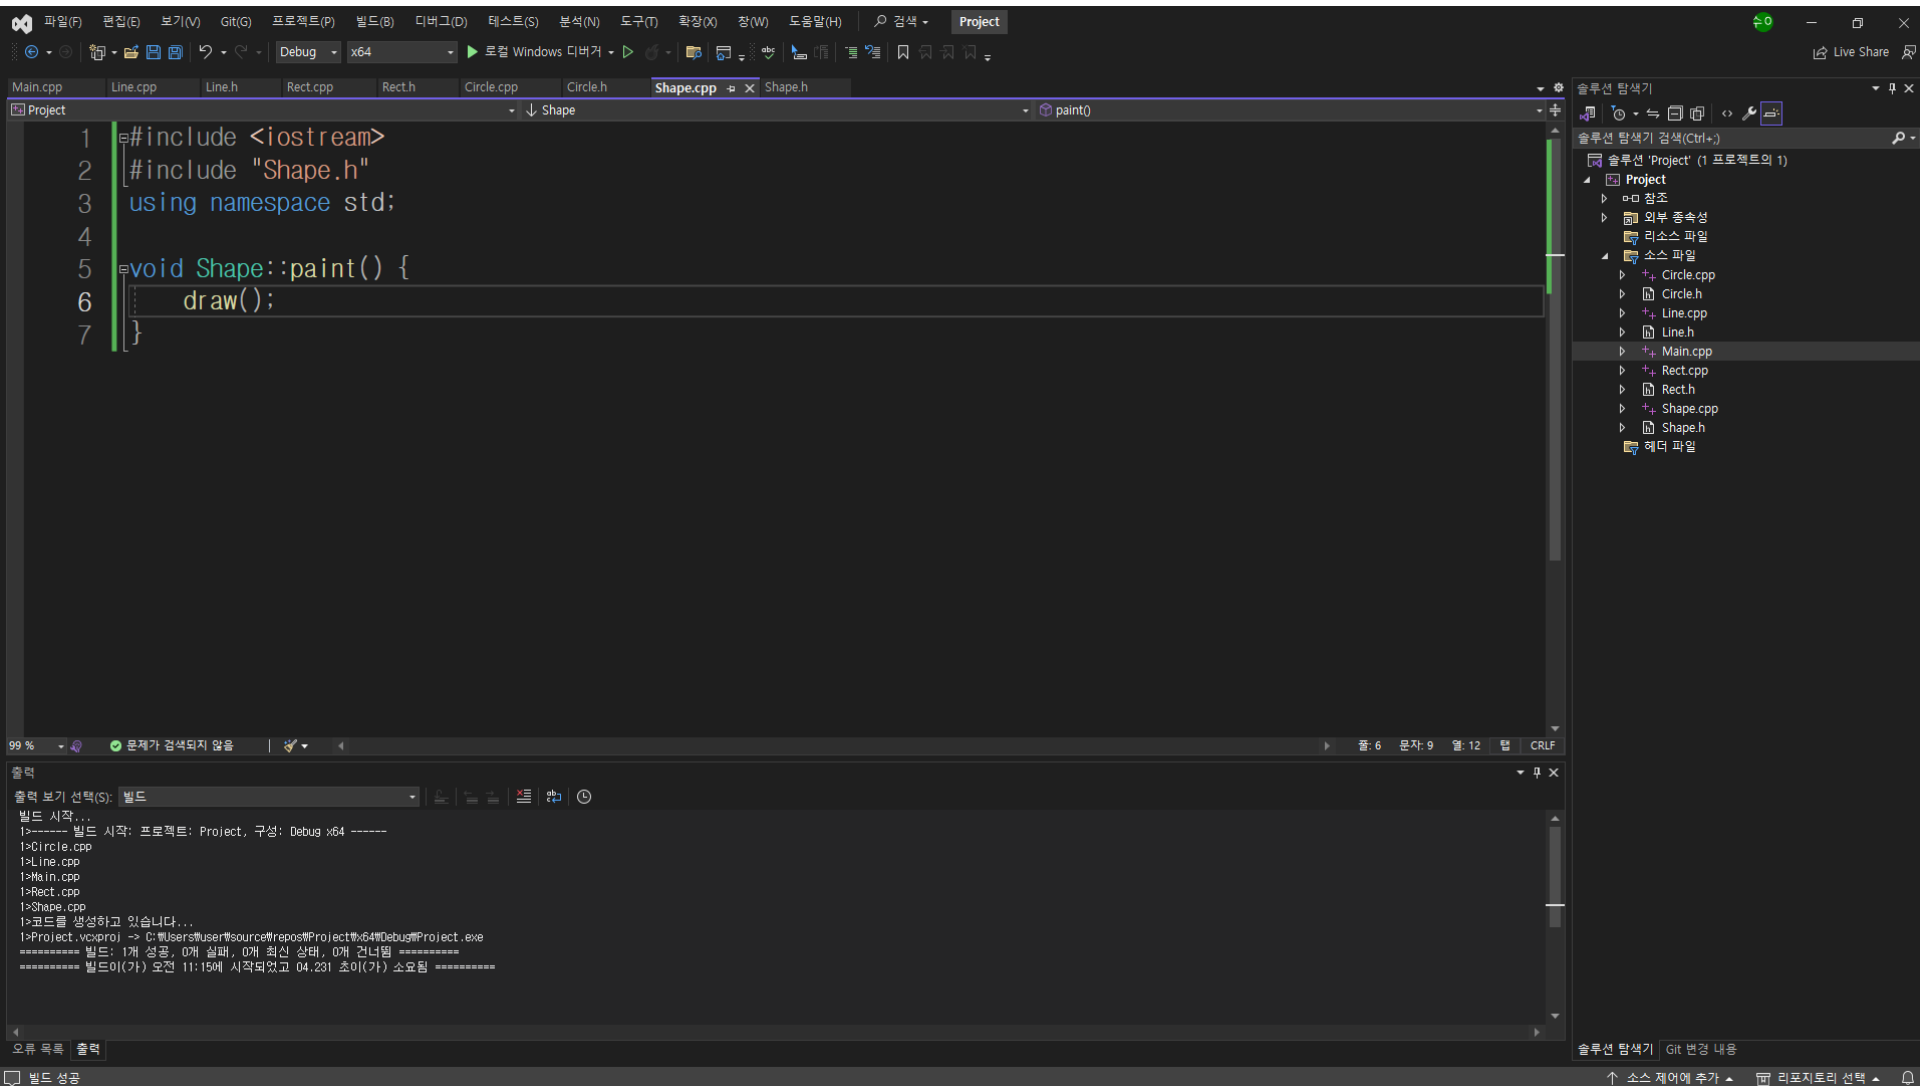 파일(F) 편집(E) 보기(V) Git(G) 프로젝트(P) 빌드(B) 디버그(D) 테스트(S) 분석(N) 도구(T) 확장(X) 창(W) 도움말(H) 검색 Project 수0
Debug x64 로컬 Windows 디버거 Live Share
Main.cpp Line.cpp Line.h Rect.cpp Rect.h Circle.cpp Circle.h Shape.cpp Shape.h
Project Shape paint()
1 #include <iostream>
2 #include "Shape.h"
3 using namespace std;
4
5 void Shape::paint() {
6 draw();
7 }
99 % 문제가 검색되지 않음 줄: 6 문자: 9 열: 12 탭 CRLF
출력
출력 보기 선택(S): 빌드
빌드 시작...
1>------ 빌드 시작: 프로젝트: Project, 구성: Debug x64 ------
1>Circle.cpp
1>Line.cpp
1>Main.cpp
1>Rect.cpp
1>Shape.cpp
1>코드를 생성하고 있습니다...
1>Project.vcxproj -> C:₩Users₩user₩source₩repos₩Project₩x64₩Debug₩Project.exe
========== 빌드: 1개 성공, 0개 실패, 0개 최신 상태, 0개 건너뜀 ==========
========== 빌드이(가) 오전 11:15에 시작되었고 04.231 초이(가) 소요됨 ==========
오류 목록 출력
솔루션 탐색기
솔루션 탐색기 검색(Ctrl+;)
솔루션 'Project' (1 프로젝트의 1)
Project
참조
외부 종속성
리소스 파일
소스 파일
Circle.cpp
Circle.h
Line.cpp
Line.h
Main.cpp
Rect.cpp
Rect.h
Shape.cpp
Shape.h
헤더 파일
솔루션 탐색기 Git 변경 내용
빌드 성공 소스 제어에 추가 리포지토리 선택